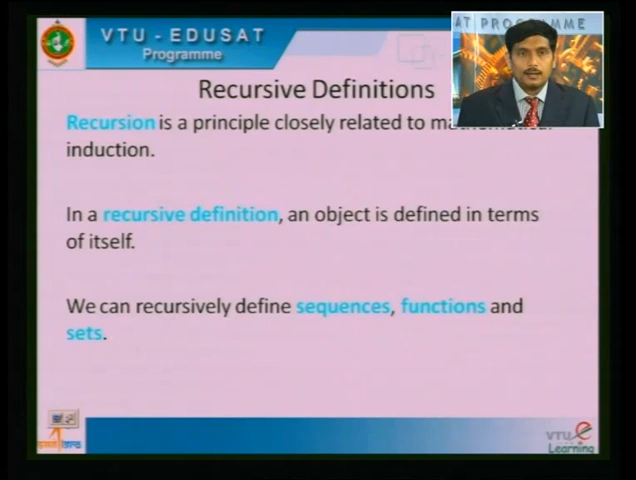 VTU - EDUSAT
Programme
AT PROGRAMME
Recursive Definitions
Recursion is a principle closely related to
induction.
In a recursive definition, an object is defined in terms
of itself.
We can recursively define sequences, functions and
sets.
VTU e
Learning